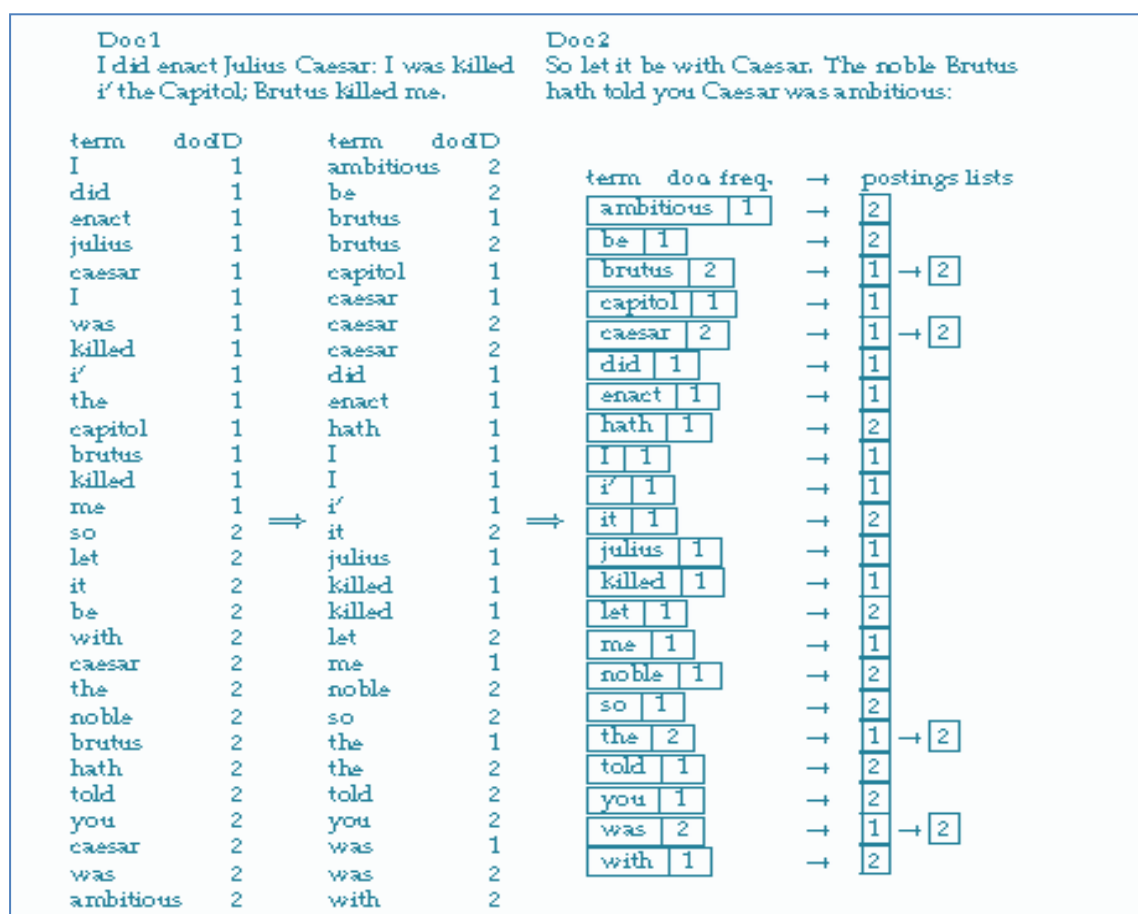 Doc1
I did enact Julius Caesar: I was killed
i' the Capitol; Brutus killed me.
Doc2
So let it be with Caesar. The noble Brutus
hath told you Caesar was ambitious:
term docID
I 1
did 1
enact 1
julius 1
caesar 1
I 1
was 1
killed 1
i' 1
the 1
capitol 1
brutus 1
killed 1
me 1
so 2
let 2
it 2
be 2
with 2
caesar 2
the 2
noble 2
brutus 2
hath 2
told 2
you 2
caesar 2
was 2
ambitious 2
⇒
term docID
ambitious 2
be 2
brutus 1
brutus 2
capitol 1
caesar 1
caesar 2
caesar 2
did 1
enact 1
hath 1
I 1
I 1
i' 1
it 2
julius 1
killed 1
killed 1
let 2
me 1
noble 2
so 2
the 1
the 2
told 2
you 2
was 1
was 2
with 2
⇒
term doc. freq. → postings lists
ambitious 1 → 2
be 1 → 2
brutus 2 → 1 → 2
capitol 1 → 1
caesar 2 → 1 → 2
did 1 → 1
enact 1 → 1
hath 1 → 2
I 1 → 1
i' 1 → 1
it 1 → 2
julius 1 → 1
killed 1 → 1
let 1 → 2
me 1 → 1
noble 1 → 2
so 1 → 2
the 2 → 1 → 2
told 1 → 2
you 1 → 2
was 2 → 1 → 2
with 1 → 2